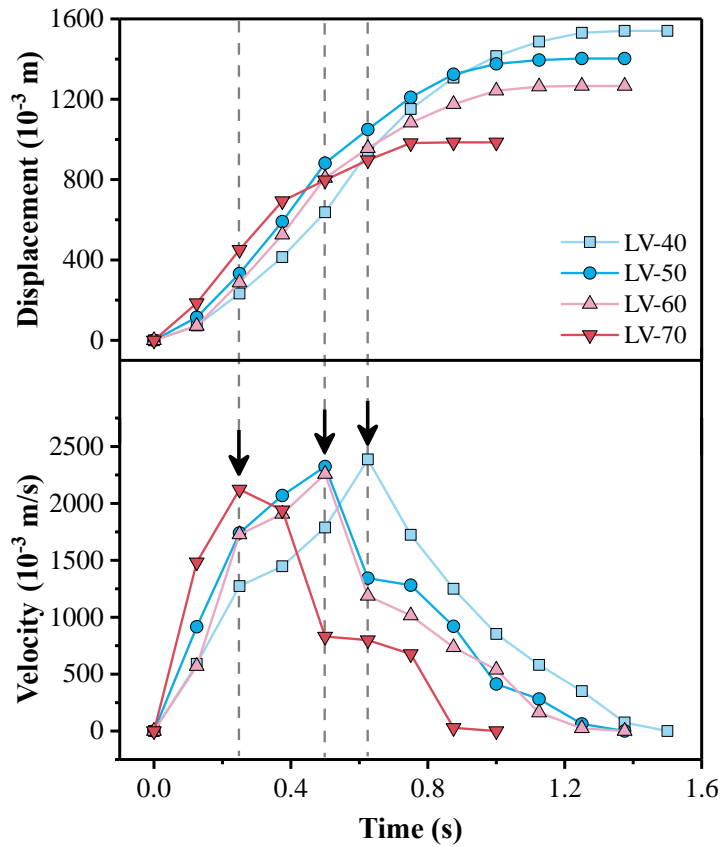 1600
1200
800
400
0
Displacement (10⁻³ m)
LV-40
LV-50
LV-60
LV-70
2500
2000
1500
1000
500
0
Velocity (10⁻³ m/s)
0.0 0.4 0.8 1.2 1.6
Time (s)